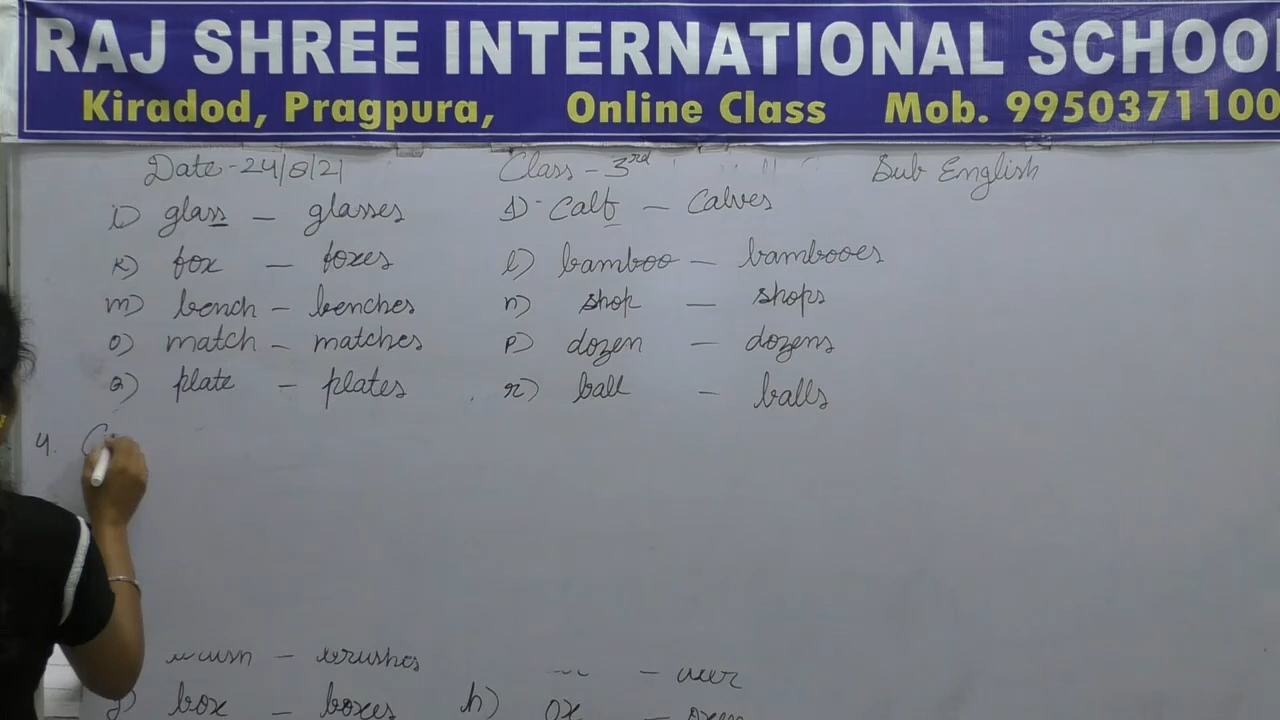 RAJ SHREE INTERNATIONAL SCHOOL
Kiradod, Pragpura, Online Class Mob. 9950371100
Date-24/8/21 Class-3rd Sub English
i) glass - glasses J) calf - calves
k) fox - foxes l) bamboo - bambooes
m) bench - benches n) shop - shops
o) match - matches p) dozen - dozens
q) plate - plates r) ball - balls
4.
- brushes
g) box - boxes h) ox - oxen